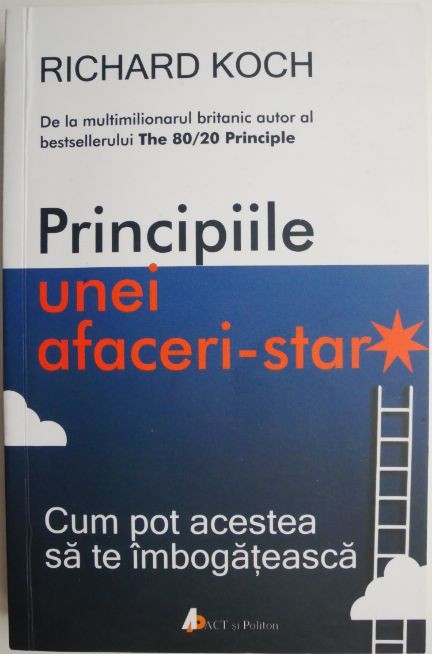 RICHARD KOCH
De la multimilionarul britanic autor al
bestsellerului The 80/20 Principle
Principiile
unei
afaceri-star
Cum pot acestea
să te îmbogățească
ACT și Politon